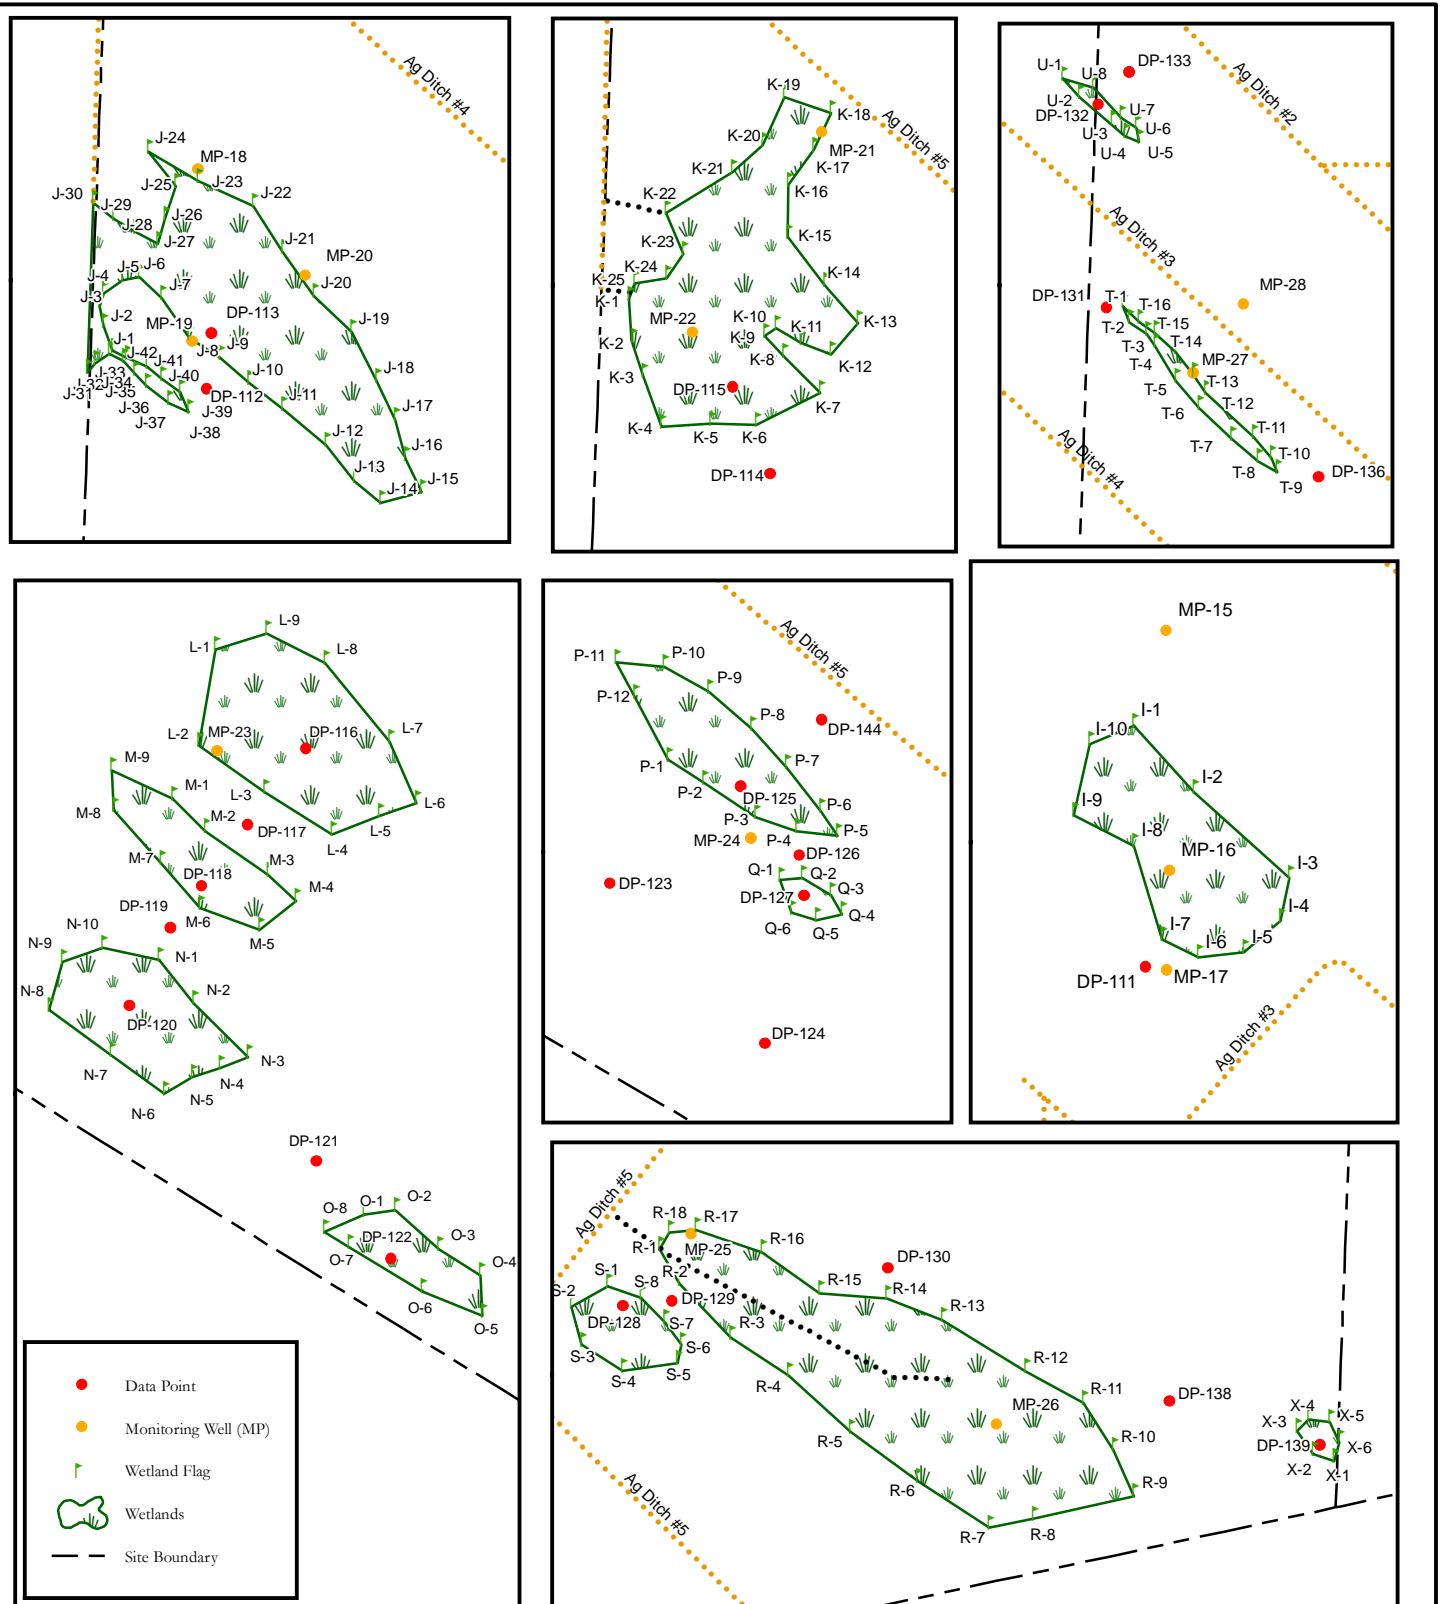 Ag Ditch #4
J-24
MP-18
J-25
J-23
J-22
J-30
J-29
J-28
J-26
J-27
J-21
MP-20
J-20
J-4
J-5
J-6
J-7
J-3
J-2
MP-19
DP-113
J-19
J-1
J-42
J-41
J-8
J-9
J-10
J-18
J-33
J-32
J-34
J-31
J-35
J-40
DP-112
J-11
J-36
J-39
J-37
J-38
J-17
J-12
J-16
J-13
J-14
J-15
K-19
K-18
Ag Ditch #5
K-20
MP-21
K-17
K-21
K-16
K-22
K-23
K-15
K-24
K-25
K-14
K-1
MP-22
K-10
K-13
K-2
K-9
K-11
K-8
K-12
K-3
DP-115
K-7
K-4
K-5
K-6
DP-114
U-1
U-8
DP-133
Ag Ditch #2
U-2
DP-132
U-7
U-3
U-6
U-4
U-5
Ag Ditch #3
DP-131
T-1
T-16
MP-28
T-2
T-15
T-3
T-14
T-4
MP-27
T-5
T-13
T-6
T-12
T-7
T-11
T-10
T-8
T-9
DP-136
Ag Ditch #4
L-9
L-1
L-8
L-2
MP-23
DP-116
L-7
M-9
M-1
L-3
L-6
M-8
M-2
DP-117
L-5
L-4
M-7
M-3
DP-118
M-4
DP-119
M-6
M-5
N-10
N-9
N-1
N-8
N-2
DP-120
N-3
N-7
N-4
N-5
N-6
DP-121
O-8
O-1
O-2
DP-122
O-3
O-7
O-4
O-6
O-5
P-11
P-10
Ag Ditch #5
P-12
P-9
P-8
DP-144
P-1
P-7
P-2
DP-125
P-6
P-3
P-5
MP-24
P-4
DP-126
Q-1
Q-2
DP-123
DP-127
Q-3
Q-4
Q-6
Q-5
DP-124
MP-15
I-1
I-10
I-2
I-9
I-8
MP-16
I-3
I-4
I-7
I-6
I-5
DP-111
MP-17
Ag Ditch #3
Ag Ditch #5
R-18
R-17
R-1
MP-25
R-16
DP-130
S-1
S-8
R-2
R-15
R-14
S-2
DP-129
DP-128
S-7
R-3
R-13
S-3
S-6
S-4
S-5
R-4
R-12
MP-26
R-11
DP-138
R-5
R-10
R-6
R-9
R-7
R-8
X-4
X-5
X-3
DP-139
X-6
X-2
X-1
Ag Ditch #5
Data Point
Monitoring Well (MP)
Wetland Flag
Wetlands
Site Boundary